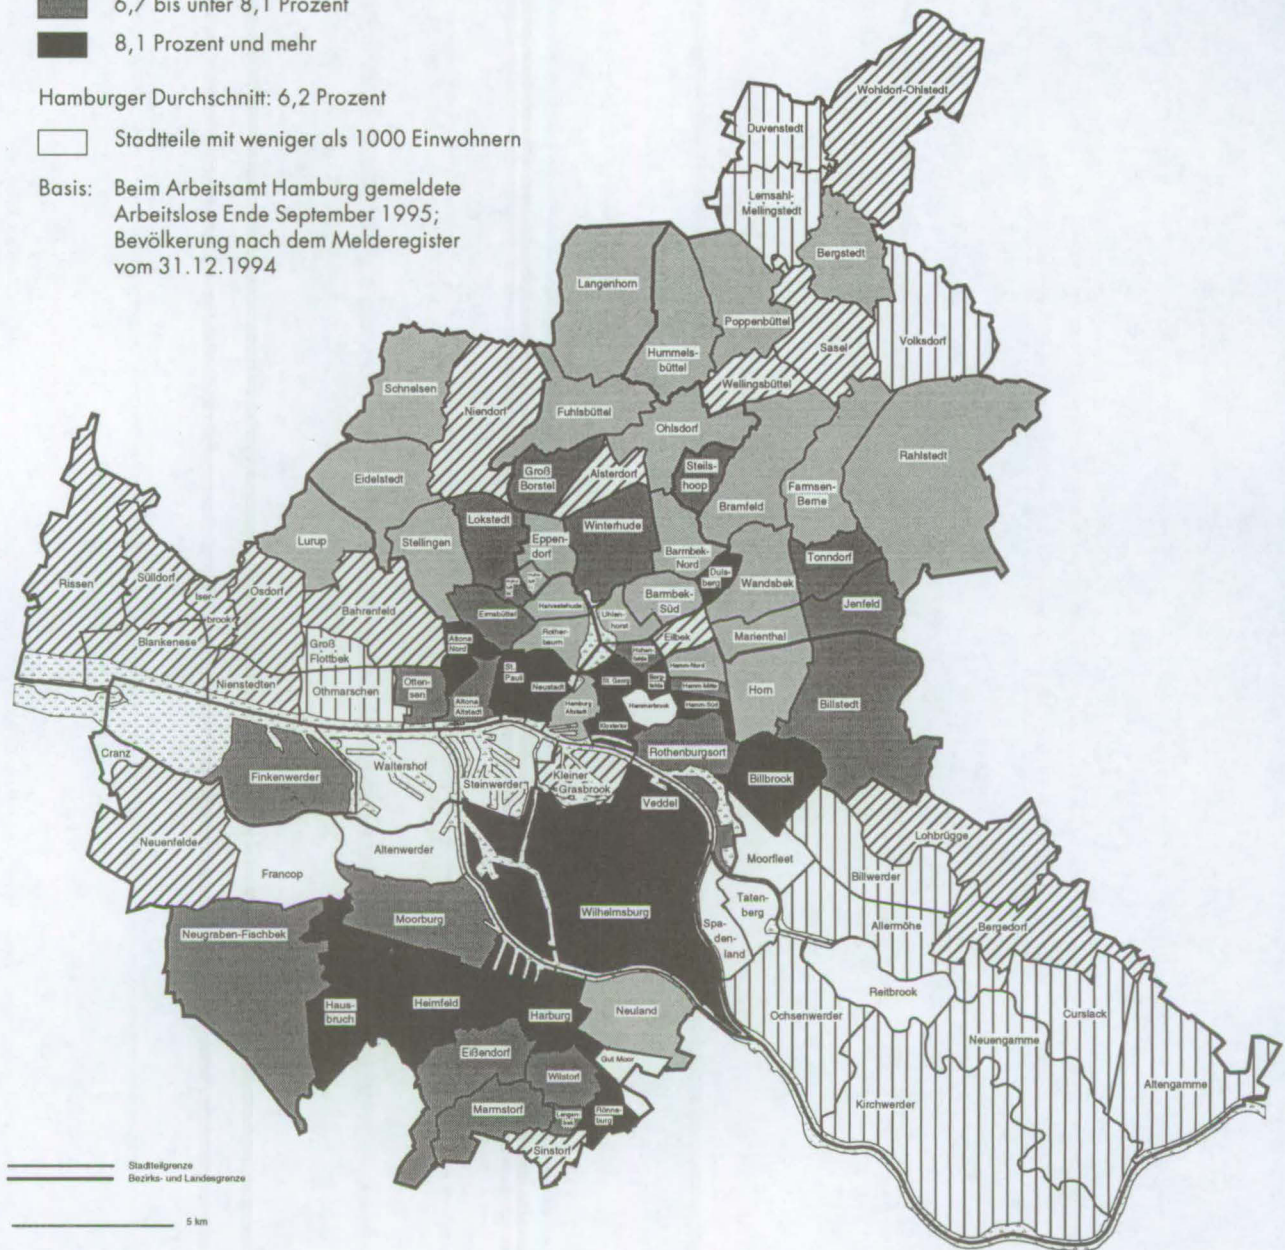 6,7 bis unter 8,1 Prozent
8,1 Prozent und mehr
Hamburger Durchschnitt: 6,2 Prozent
Stadtteile mit weniger als 1000 Einwohnern
Basis: Beim Arbeitsamt Hamburg gemeldete
Arbeitslose Ende September 1995;
Bevölkerung nach dem Melderegister
vom 31.12.1994
Wohldorf-Ohlstedt
Duvenstedt
Lemsahl-
Mellingstedt
Bergstedt
Langenhorn
Poppenbüttel
Volksdorf
Sasel
Hummels-
büttel
Wellingsbüttel
Schnelsen
Niendorf
Fuhlsbüttel
Ohlsdorf
Rahlstedt
Eidelstedt
Groß
Borstel
Alsterdorf
Steils-
hoop
Bramfeld
Farmsen-
Berne
Lurup
Stellingen
Lokstedt
Eppen-
dorf
Winterhude
Barmbek-
Nord
Duls-
berg
Wandsbek
Tonndorf
Jenfeld
Rissen
Sülldorf
Iser-
brook
Osdorf
Bahrenfeld
Eimsbüttel
Harvestehude
Uhlen-
horst
Barmbek-
Süd
Eilbek
Marienthal
Blankenese
Groß
Flottbek
Altona
Nord
Rother-
baum
Hohen-
felde
Hamm-Nord
Nienstedten
Othmarschen
Otten-
sen
Altona
Altstadt
St.
Pauli
Neustadt
St. Georg
Borg-
felde
Hamm-Mitte
Horn
Billstedt
Hamburg
Altstadt
Hammerbrook
Hamm-Süd
Klostertor
Rothenburgsort
Cranz
Finkenwerder
Waltershof
Steinwerder
Kleiner
Grasbrook
Veddel
Billbrook
Neuenfelde
Francop
Altenwerder
Moorfleet
Lohbrügge
Billwerder
Neugraben-Fischbek
Moorburg
Wilhelmsburg
Spa-
den-
land
Taten-
berg
Allermöhe
Bergedorf
Reitbrook
Haus-
bruch
Heimfeld
Harburg
Neuland
Ochsenwerder
Curslack
Neuengamme
Eißendorf
Gut Moor
Wilstorf
Altengamme
Kirchwerder
Marmstorf
Langen-
bek
Rönne-
burg
Sinstorf
Stadtteilgrenze
Bezirks- und Landesgrenze
5 km